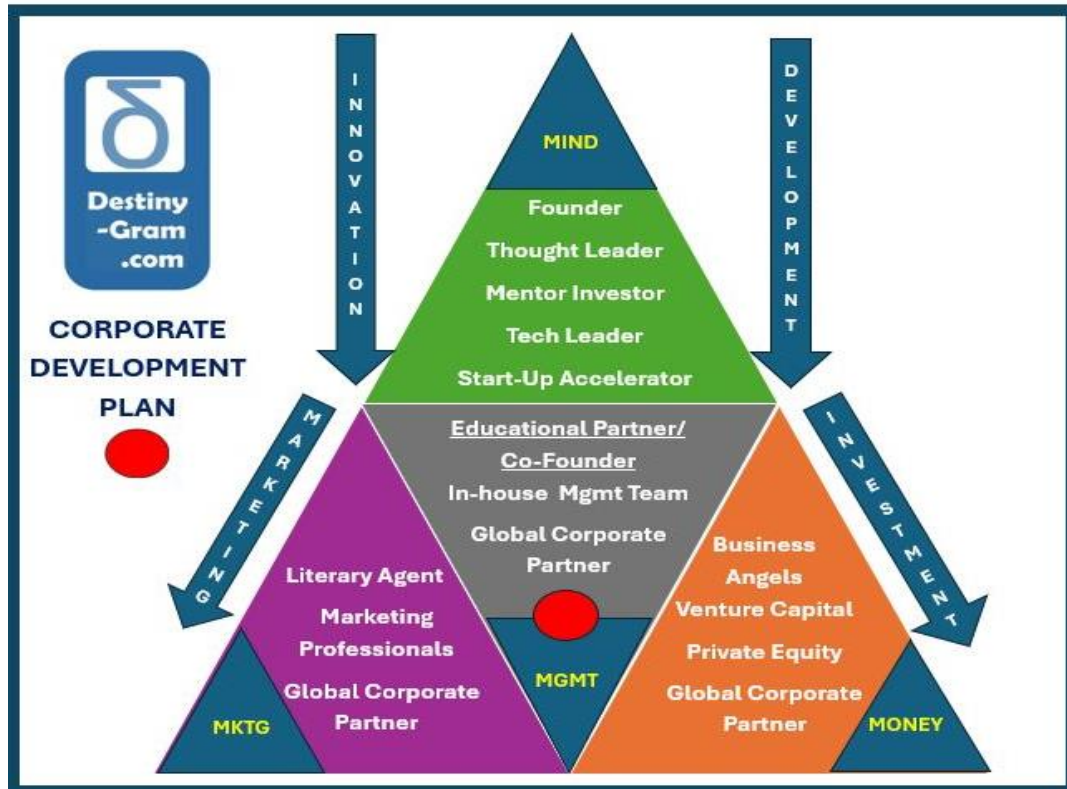 δ
Destiny
-Gram
.com
CORPORATE
DEVELOPMENT
PLAN
INNOVATION
DEVELOPMENT
MARKETING
INVESTMENT
MIND
Founder
Thought Leader
Mentor Investor
Tech Leader
Start-Up Accelerator
Educational Partner/
Co-Founder
In-house Mgmt Team
Global Corporate
Partner
MGMT
Literary Agent
Marketing
Professionals
Global Corporate
Partner
MKTG
Business
Angels
Venture Capital
Private Equity
Global Corporate
Partner
MONEY